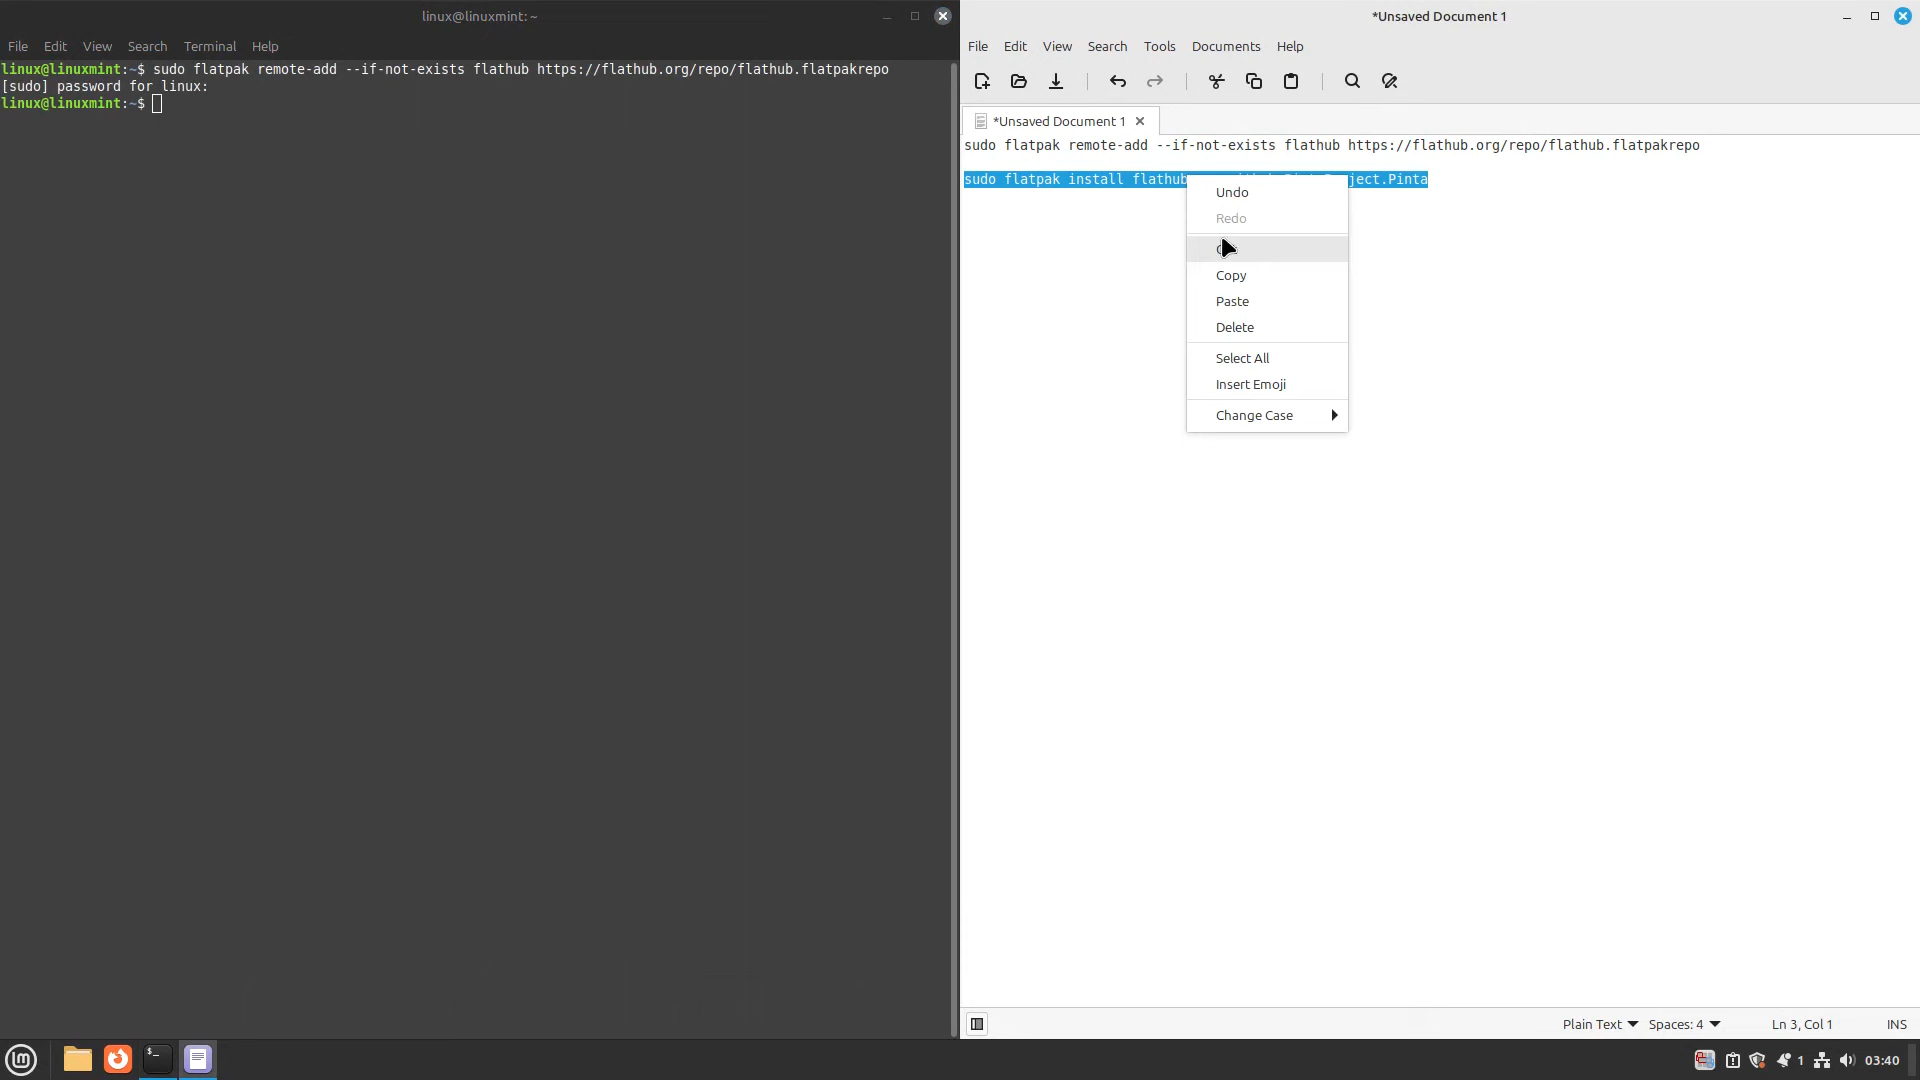 linux@linuxmint: ~
File Edit View Search Terminal Help
linux@linuxmint:~$ sudo flatpak remote-add --if-not-exists flathub https://flathub.org/repo/flathub.flatpakrepo
[sudo] password for linux:
linux@linuxmint:~$
*Unsaved Document 1
File Edit View Search Tools Documents Help
*Unsaved Document 1
sudo flatpak remote-add --if-not-exists flathub https://flathub.org/repo/flathub.flatpakrepo
sudo flatpak install flathub ject.Pinta
Undo
Redo
Copy
Paste
Delete
Select All
Insert Emoji
Change Case
Plain Text Spaces: 4 Ln 3, Col 1 INS
1 03:40